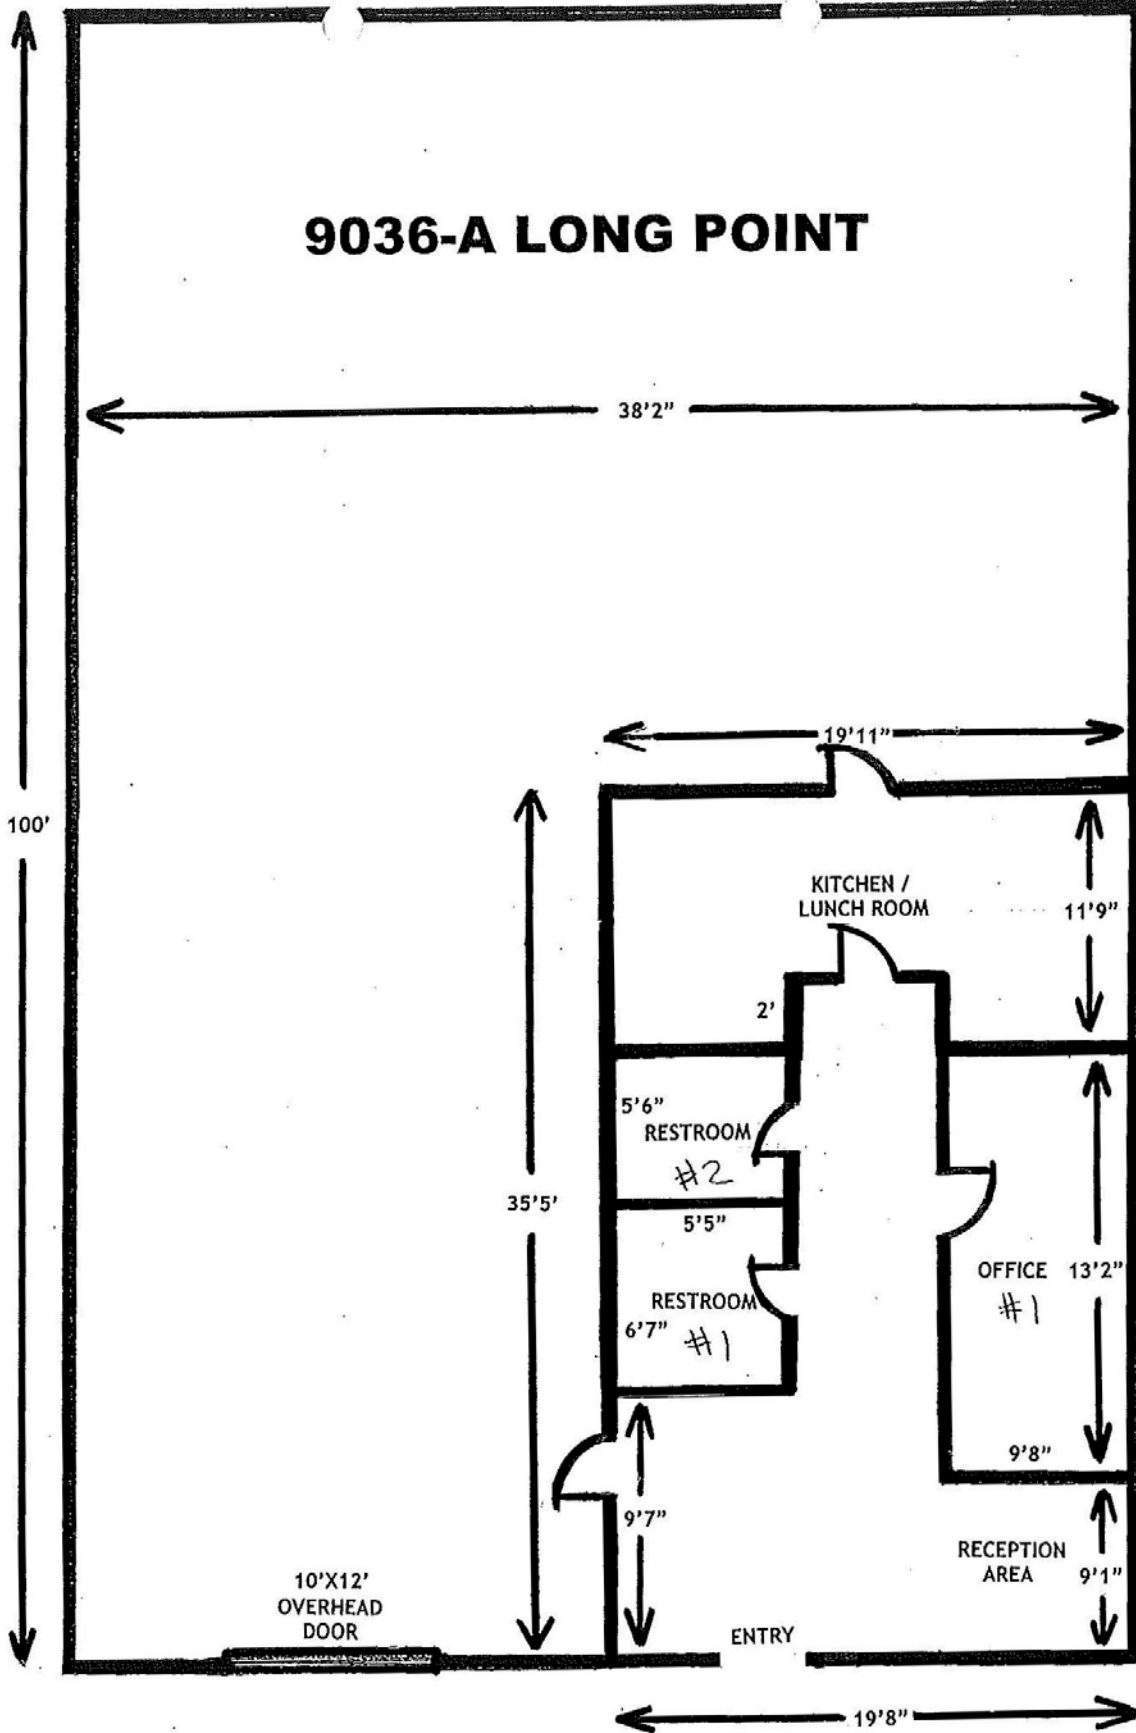 9036-A LONG POINT
38'2"
19'11"
100'
KITCHEN /
LUNCH ROOM
11'9"
2'
5'6"
RESTROOM
#2
35'5'
5'5"
OFFICE
#1
13'2"
RESTROOM
#1
6'7"
9'8"
9'7"
RECEPTION
AREA
9'1"
10'X12'
OVERHEAD
DOOR
ENTRY
19'8"